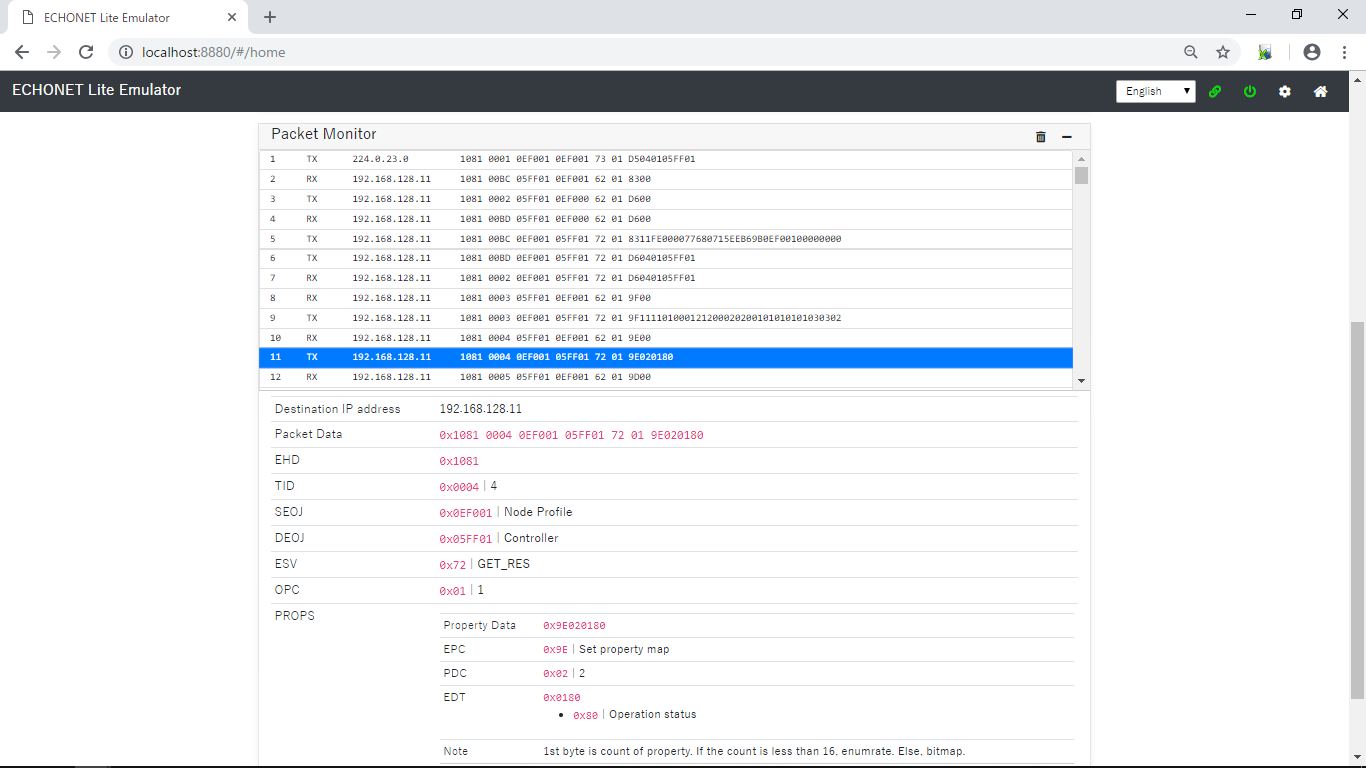 ECHONET Lite Emulator
localhost:8880/#/home
ECHONET Lite Emulator
English
Packet Monitor
1 TX 224.0.23.0 1081 0001 0EF001 0EF001 73 01 D5040105FF01
2 RX 192.168.128.11 1081 00BC 05FF01 0EF001 62 01 8300
3 TX 192.168.128.11 1081 0002 05FF01 0EF000 62 01 D600
4 RX 192.168.128.11 1081 00BD 05FF01 0EF000 62 01 D600
5 TX 192.168.128.11 1081 00BC 0EF001 05FF01 72 01 8311FE000077680715EEB69B0EF00100000000
6 TX 192.168.128.11 1081 00BD 0EF001 05FF01 72 01 D6040105FF01
7 RX 192.168.128.11 1081 0002 0EF001 05FF01 72 01 D6040105FF01
8 RX 192.168.128.11 1081 0003 05FF01 0EF001 62 01 9F00
9 TX 192.168.128.11 1081 0003 0EF001 05FF01 72 01 9F111101000121200020200101010101030302
10 RX 192.168.128.11 1081 0004 05FF01 0EF001 62 01 9E00
11 TX 192.168.128.11 1081 0004 0EF001 05FF01 72 01 9E020180
12 RX 192.168.128.11 1081 0005 05FF01 0EF001 62 01 9D00
Destination IP address 192.168.128.11
Packet Data 0x1081 0004 0EF001 05FF01 72 01 9E020180
EHD 0x1081
TID 0x0004 | 4
SEOJ 0x0EF001 | Node Profile
DEOJ 0x05FF01 | Controller
ESV 0x72 | GET_RES
OPC 0x01 | 1
PROPS
Property Data 0x9E020180
EPC 0x9E | Set property map
PDC 0x02 | 2
EDT 0x0180
• 0x80 | Operation status
Note 1st byte is count of property. If the count is less than 16, enumrate. Else, bitmap.